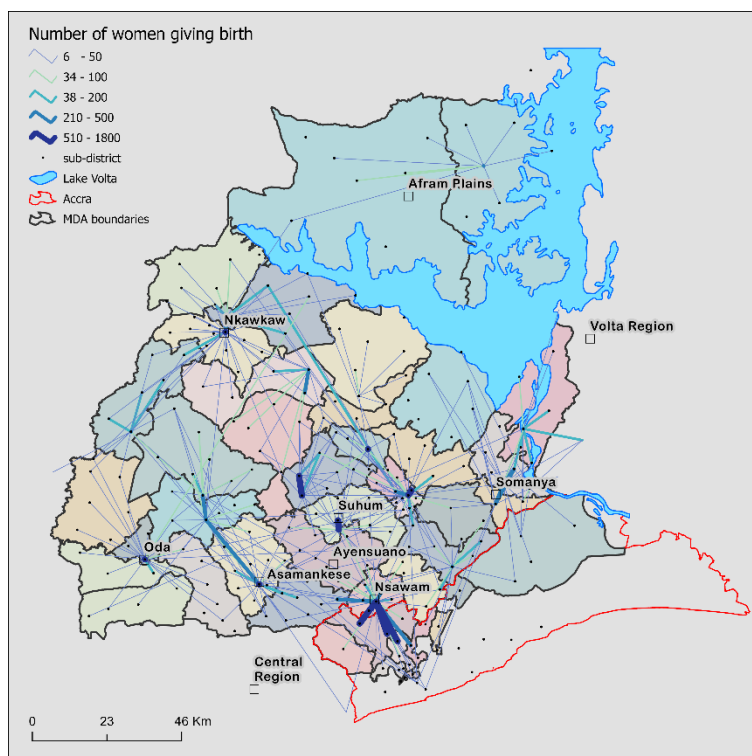 Number of women giving birth
6 - 50
34 - 100
38 - 200
210 - 500
510 - 1800
sub-district
Lake Volta
Accra
MDA boundaries
Afram Plains
Nkawkaw
Volta Region
Somanya
Suhum
Oda
Ayensuano
Asamankese
Nsawam
Central
Region
0 23 46 Km